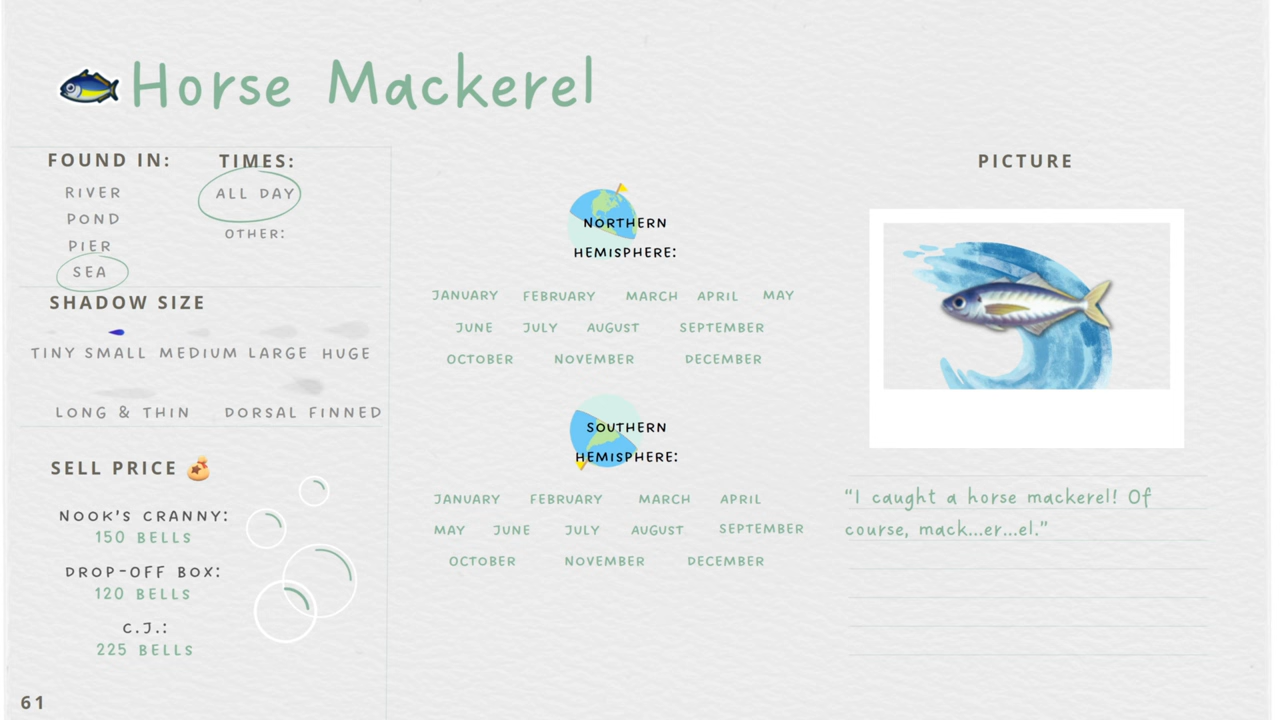 Horse Mackerel
FOUND IN:
RIVER
POND
PIER
SEA
TIMES:
ALL DAY
OTHER:
SHADOW SIZE
TINY SMALL MEDIUM LARGE HUGE
LONG & THIN DORSAL FINNED
SELL PRICE
NOOK'S CRANNY:
150 BELLS
DROP-OFF BOX:
120 BELLS
C.J.:
225 BELLS
61
NORTHERN
HEMISPHERE:
JANUARY FEBRUARY MARCH APRIL MAY
JUNE JULY AUGUST SEPTEMBER
OCTOBER NOVEMBER DECEMBER
SOUTHERN
HEMISPHERE:
JANUARY FEBRUARY MARCH APRIL
MAY JUNE JULY AUGUST SEPTEMBER
OCTOBER NOVEMBER DECEMBER
PICTURE
"I caught a horse mackerel! Of
course, mack...er...el."